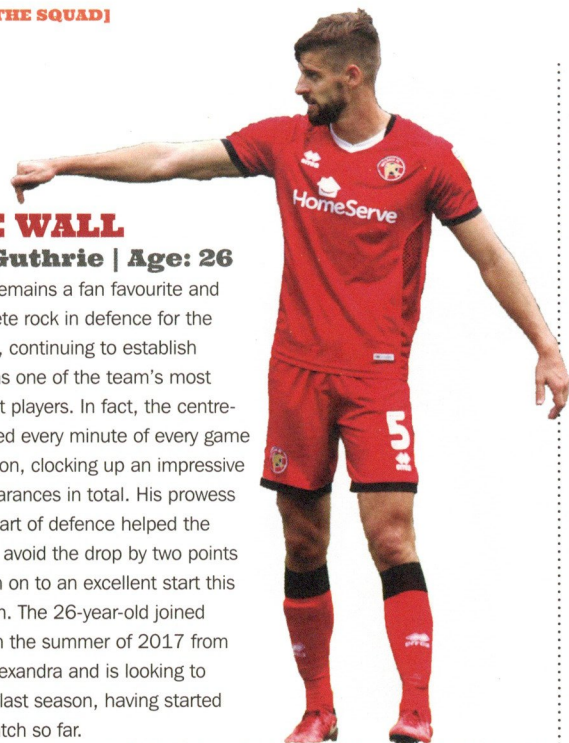 THE SQUAD]
E WALL
Guthrie | Age: 26
emains a fan favourite and
ete rock in defence for the
, continuing to establish
as one of the team's most
t players. In fact, the centre-
ed every minute of every game
on, clocking up an impressive
arances in total. His prowess
art of defence helped the
avoid the drop by two points
n on to an excellent start this
n. The 26-year-old joined
n the summer of 2017 from
exandra and is looking to
last season, having started
tch so far.
HomeServe
5